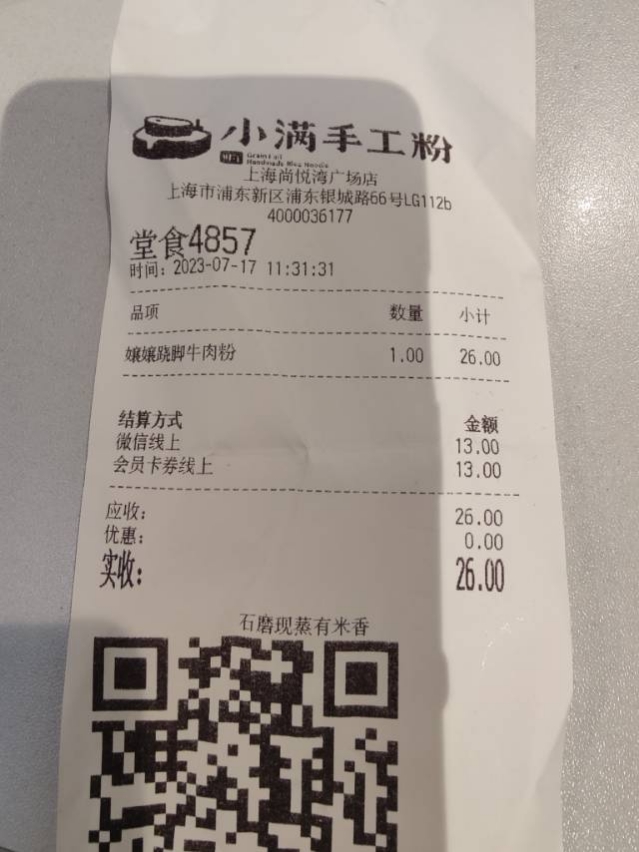 小满手工粉
Grain Full
Handmade Rice Noodle
上海尚悦湾广场店
上海市浦东新区浦东银城路66号LG112b
4000036177
堂食4857
时间：2023-07-17 11:31:31
品项 数量 小计
孃孃跷脚牛肉粉 1.00 26.00
结算方式 金额
微信线上 13.00
会员卡券线上 13.00
应收： 26.00
优惠： 0.00
实收： 26.00
石磨现蒸有米香